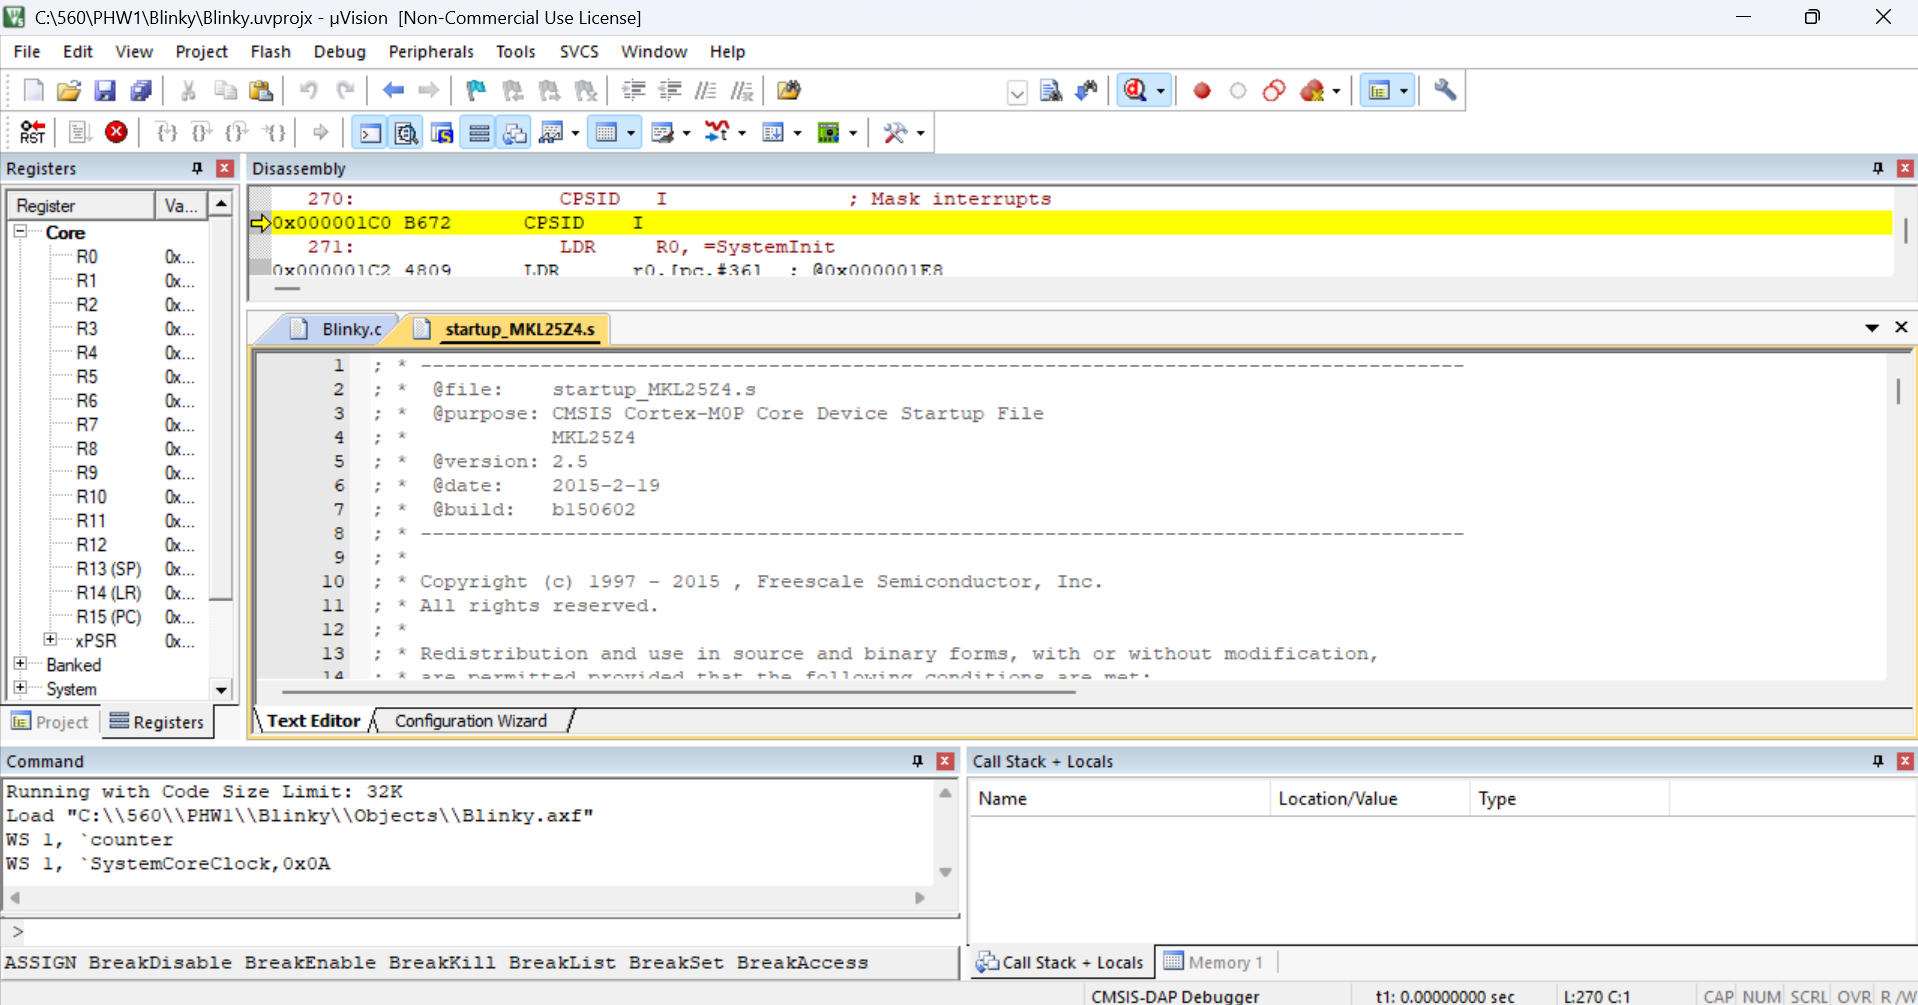 C:\560\PHW1\Blinky\Blinky.uvprojx - µVision  [Non-Commercial Use License]
File Edit View Project Flash Debug Peripherals Tools SVCS Window Help
RST
Registers
Register Va...
Core
R0 0x...
R1 0x...
R2 0x...
R3 0x...
R4 0x...
R5 0x...
R6 0x...
R7 0x...
R8 0x...
R9 0x...
R10 0x...
R11 0x...
R12 0x...
R13 (SP) 0x...
R14 (LR) 0x...
R15 (PC) 0x...
xPSR 0x...
Banked
System
Project Registers
Disassembly
270: CPSID I ; Mask interrupts
0x000001C0 B672 CPSID I
271: LDR R0, =SystemInit
0x000001C2 4809 LDR r0,[pc,#36] ; @0x000001E8
Blinky.c startup_MKL25Z4.s
1 ; * ---------------------------------------------------------------------------------------
2 ; * @file: startup_MKL25Z4.s
3 ; * @purpose: CMSIS Cortex-M0P Core Device Startup File
4 ; * MKL25Z4
5 ; * @version: 2.5
6 ; * @date: 2015-2-19
7 ; * @build: b150602
8 ; * ---------------------------------------------------------------------------------------
9 ; *
10 ; * Copyright (c) 1997 - 2015 , Freescale Semiconductor, Inc.
11 ; * All rights reserved.
12 ; *
13 ; * Redistribution and use in source and binary forms, with or without modification,
14 ; * are permitted provided that the following conditions are met:
Text Editor Configuration Wizard
Command
Running with Code Size Limit: 32K
Load "C:\\560\\PHW1\\Blinky\\Objects\\Blinky.axf"
WS 1, `counter
WS 1, `SystemCoreClock,0x0A
>
ASSIGN BreakDisable BreakEnable BreakKill BreakList BreakSet BreakAccess
Call Stack + Locals
Name Location/Value Type
Call Stack + Locals Memory 1
CMSIS-DAP Debugger t1: 0.00000000 sec L:270 C:1 CAP NUM SCRL OVR R/W